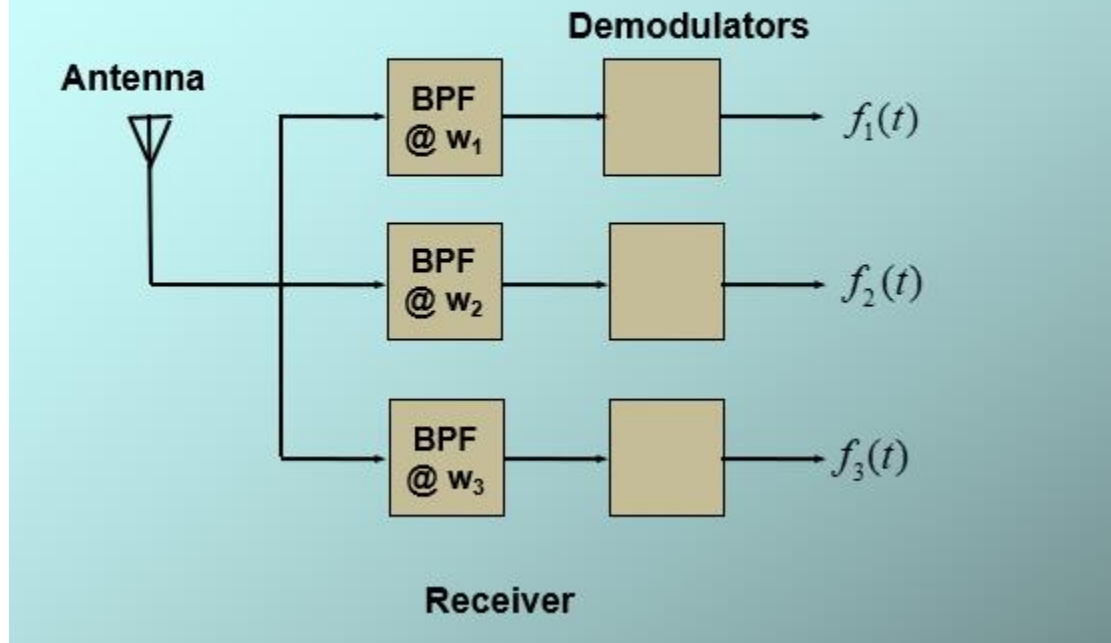 Demodulators
Antenna
BPF
@ w₁
f₁(t)
BPF
@ w₂
f₂(t)
BPF
@ w₃
f₃(t)
Receiver